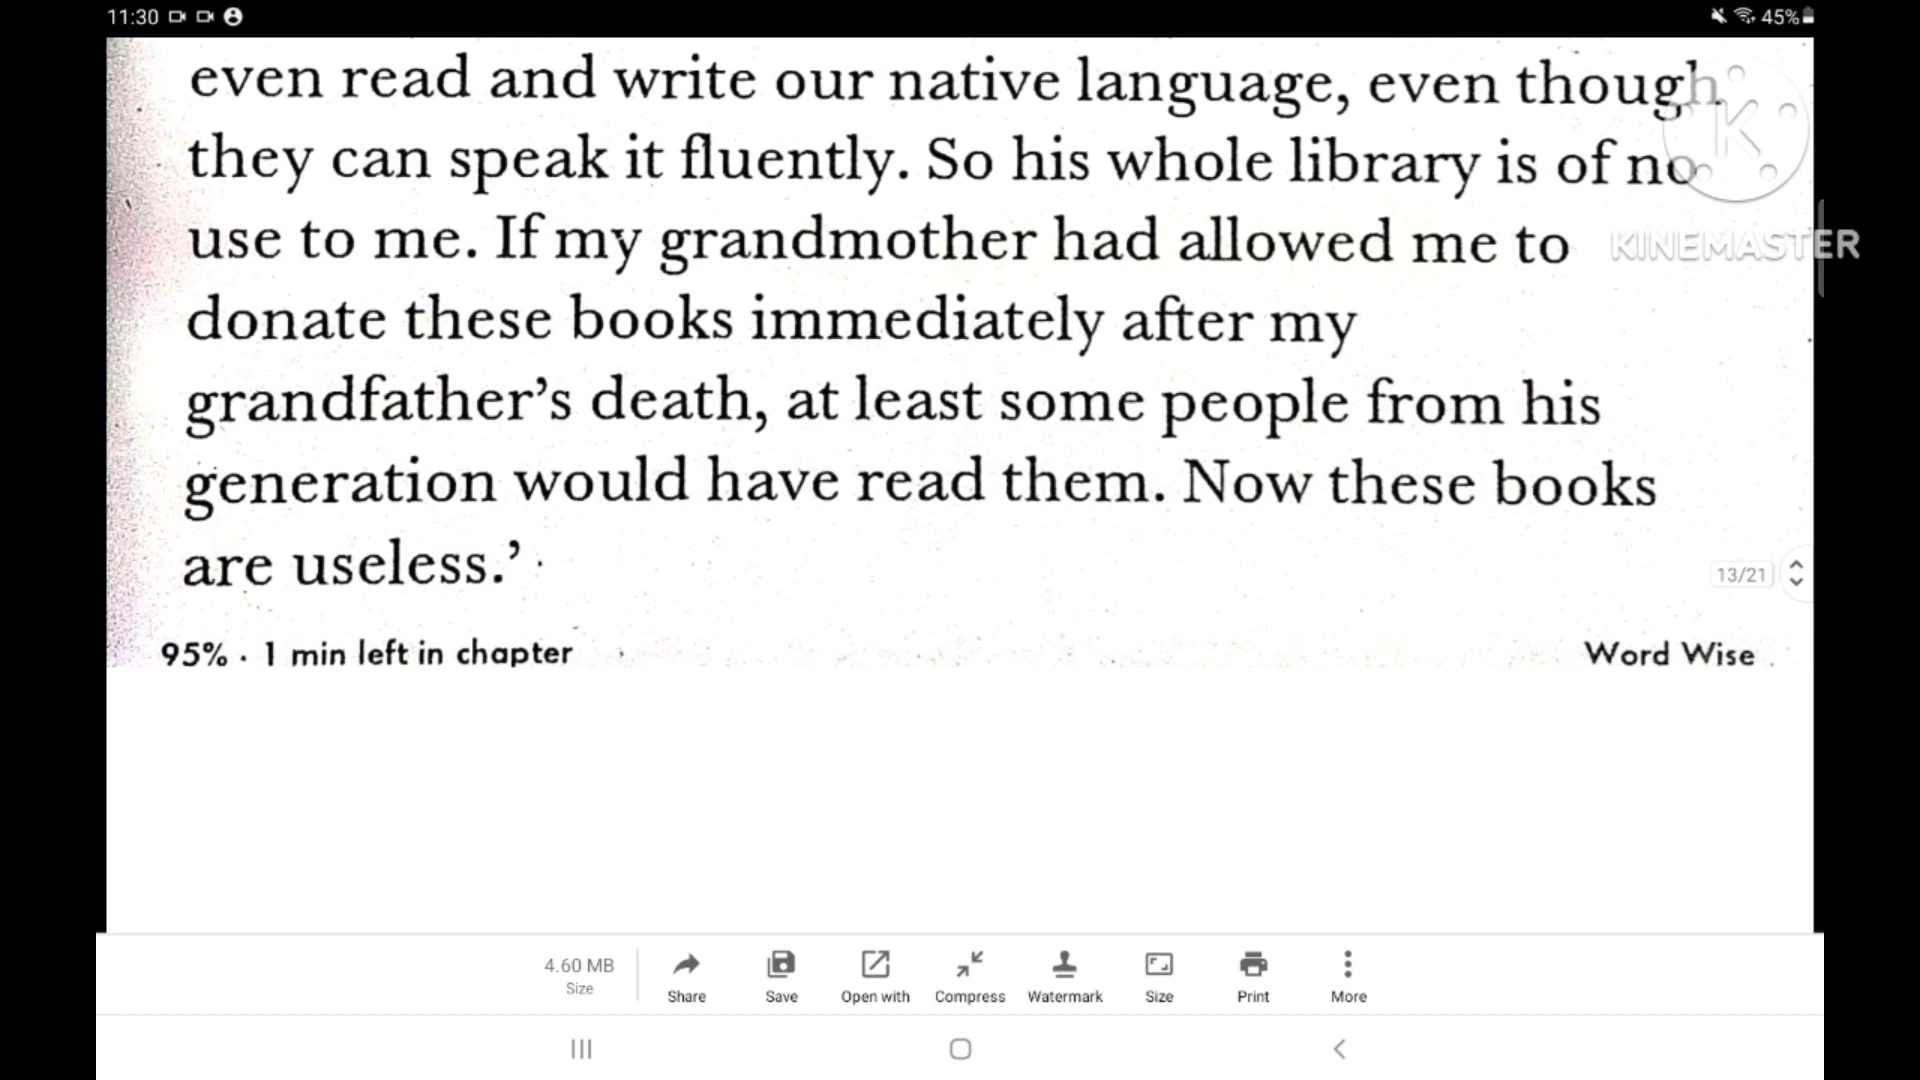 11:30
45%
even read and write our native language, even though
they can speak it fluently. So his whole library is of no
use to me. If my grandmother had allowed me to
donate these books immediately after my
grandfather’s death, at least some people from his
generation would have read them. Now these books
are useless.’
95% · 1 min left in chapter
Word Wise
K
KINEMASTER
13/21
4.60 MB
Size
Share
Save
Open with
Compress
Watermark
Size
Print
More